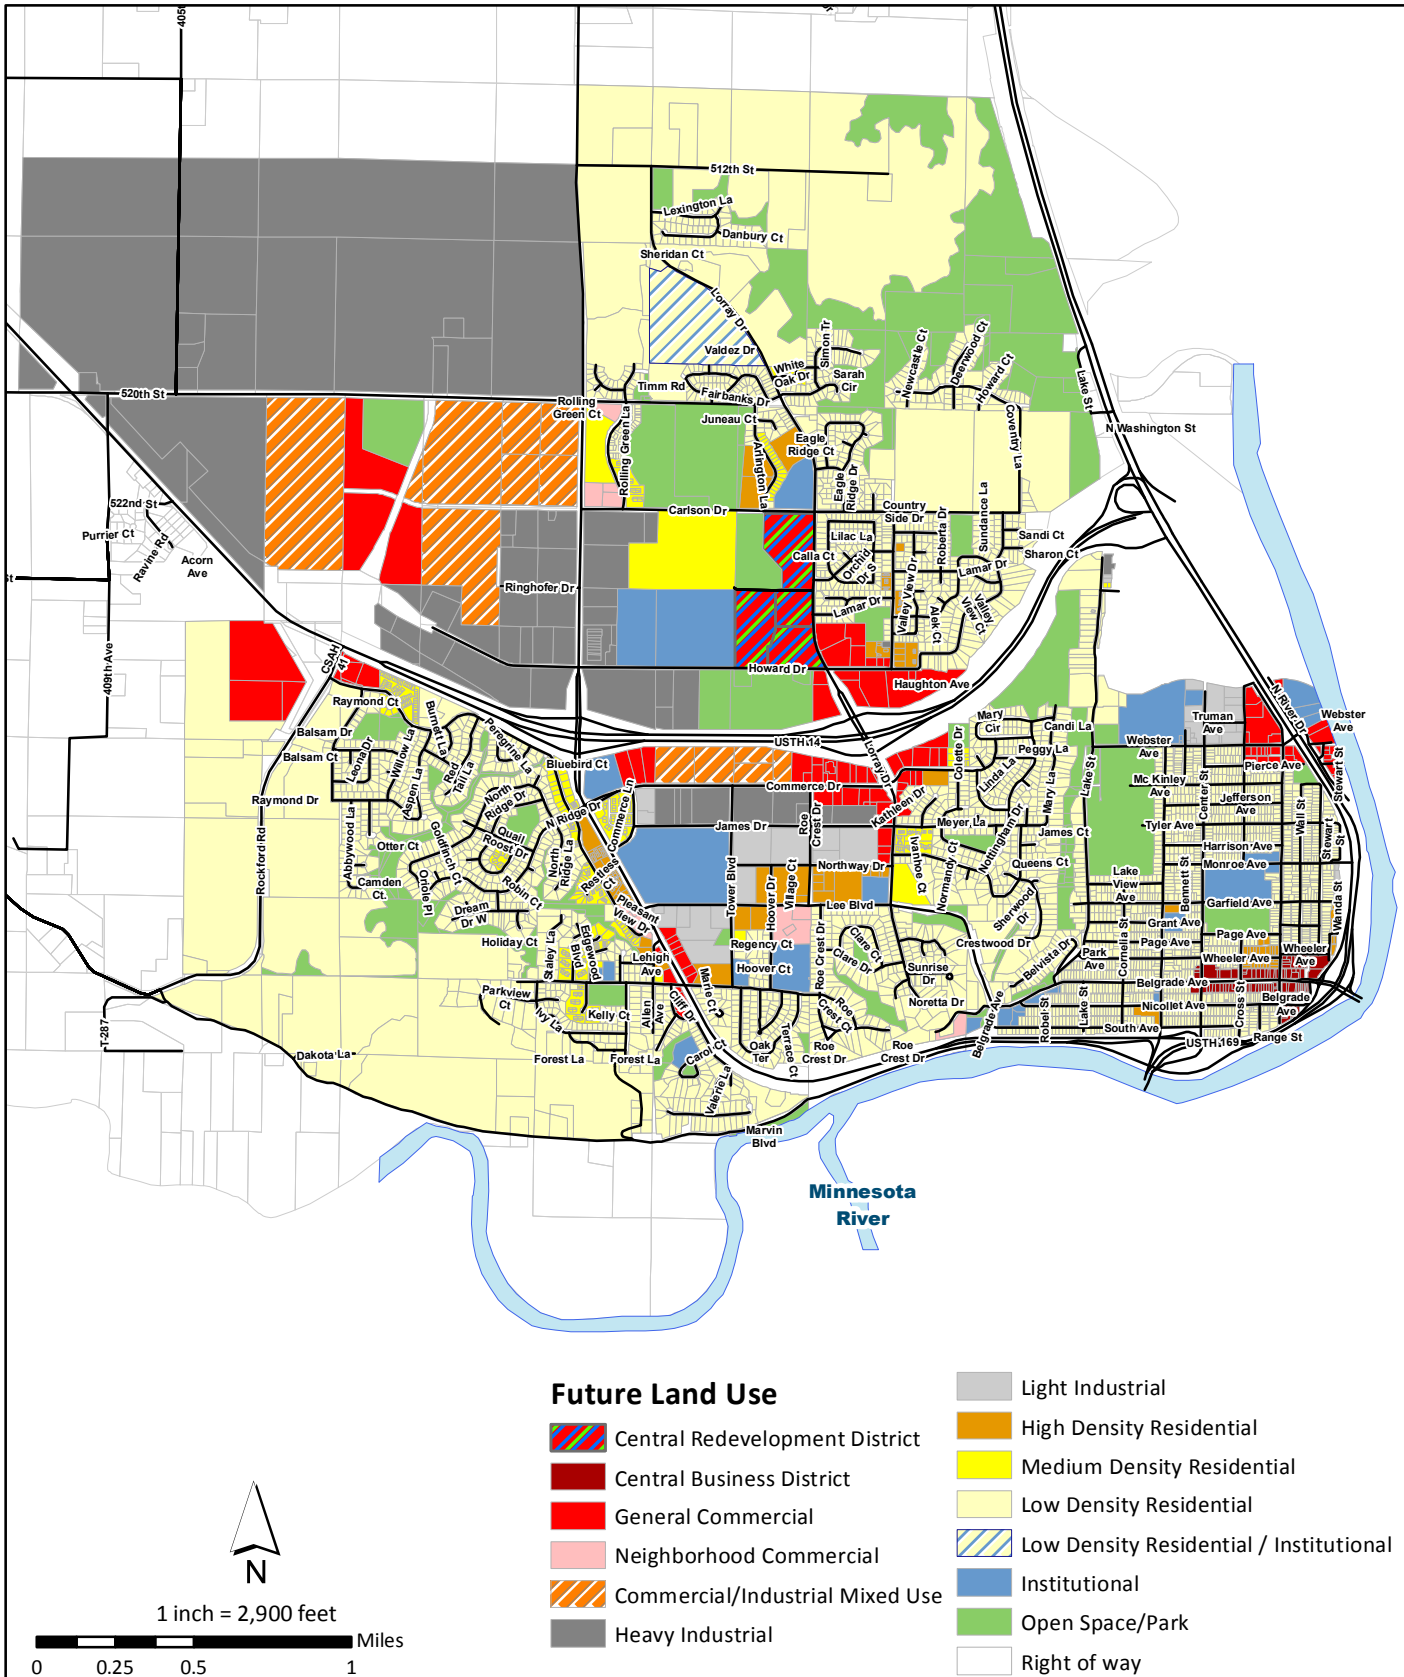 512th St
Lexington La
Danbury Ct
Sheridan Ct
Lorray Dr
Valdez Dr
White
Oak Dr
Simon Tr
Sarah
Cir
Newcastle Ct
Deerwood Ct
Howard Ct
Coventry La
Lake St
N Washington St
520th St
Rolling
Green Ct
Timm Rd
Fairbanks Dr
Juneau Ct
Rolling Green La
Arlington La
Eagle
Ridge Ct
Eagle
Ridge Dr
522nd St
Purrier Ct
Ravine Rd
Acorn
Ave
Carlson Dr
Country
Side Dr
Lilac La
Calla Ct
Orchid
Dr S
Roberta Dr
Sundance La
Sandi Ct
Sharon Ct
Lamar Dr
Ringhofer Dr
Lamar Dr
Valley View Dr
Aek Ct
Valley
View Ct
409th Ave
CSAH
41
Howard Dr
Haughton Ave
Raymond Ct
Balsam Dr
Balsam Ct
Leona Dr
Willow La
Burnett La
Red
Tail La
Peregrine La
Bluebird Ct
USTH 14
Lorray Dr
Mary
Cir
Candi La
Peggy La
Colette Dr
Linda La
Mary La
Lake St
Webster
Ave
Truman
Ave
N River Dr
Webster
Ave
Raymond Dr
Aspen La
North
Ridge Dr
N Ridge Dr
Commerce Ln
Commerce Dr
Pierce Ave
Stewart St
Mc Kinley
Ave
Center St
Jefferson
Ave
Abbywood La
Goldfinch Ct
Quail
Roost Dr
James Dr
Roe
Crest Dr
Kathleen Dr
Meyer La
Nottingham Dr
James Ct
Tyler Ave
Wall St
Stewart
St
Otter Ct
Harrison Ave
Rockford Rd
North
Ridge La
Restless
Ct
Northway Dr
Ivanhoe Ct
Normandy Ct
Queens Ct
Monroe Ave
Camden
Ct.
Oriole Pl
Robin Ct
Tower Blvd
Hoover Dr
Village Ct
Lake
View Ave
Bennett St
Dream
Dr W
Pleasant
View Dr
Lee Blvd
Sherwood
Dr
Garfield Ave
Wanda St
Holiday Ct
Staley La
Edgewood
Blvd
Regency Ct
Clare Ct
Clare Dr
Crestwood Dr
Belvista Dr
Cornelia St
Grant Ave
Page Ave
Page Ave
Park
Ave
Wheeler Ave
Wheeler
Ave
Lehigh
Ave
Hoover Ct
Marie Ct
Roe Crest Dr
Sunrise
Dr
Noretta Dr
Belgrade Ave
Parkview
Ct
Ivy La
Kelly Ct
Allen
Ave
Cliff Dr
Roe
Crest Ct
Belgrade Ave
Robel St
Lake St
Nicollet Ave
Cross St
Belgrade
Ave
South Ave
USTH 169
Range St
T-287
Dakota La
Forest La
Forest La
Carol Ct
Oak
Ter
Terrace Ct
Roe
Crest Dr
Roe
Crest Dr
Valerie La
Marvin
Blvd
Minnesota
River
Future Land Use
Central Redevelopment District
Central Business District
General Commercial
Neighborhood Commercial
Commercial/Industrial Mixed Use
Heavy Industrial
Light Industrial
High Density Residential
Medium Density Residential
Low Density Residential
Low Density Residential / Institutional
Institutional
Open Space/Park
Right of way
N
1 inch = 2,900 feet
Miles
0 0.25 0.5 1